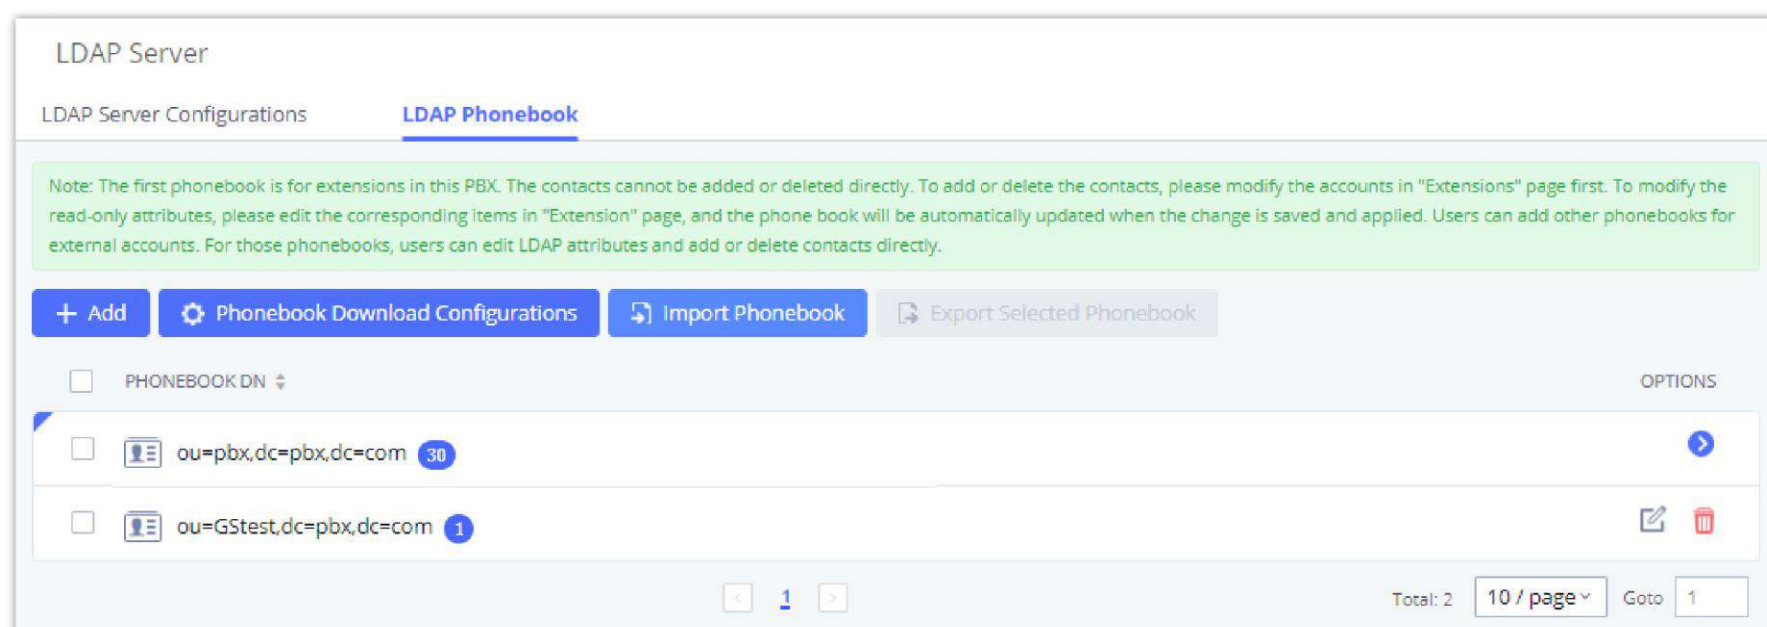 LDAP Server
LDAP Server Configurations LDAP Phonebook
Note: The first phonebook is for extensions in this PBX. The contacts cannot be added or deleted directly. To add or delete the contacts, please modify the accounts in "Extensions" page first. To modify the
read-only attributes, please edit the corresponding items in "Extension" page, and the phone book will be automatically updated when the change is saved and applied. Users can add other phonebooks for
external accounts. For those phonebooks, users can edit LDAP attributes and add or delete contacts directly.
+ Add Phonebook Download Configurations Import Phonebook Export Selected Phonebook
PHONEBOOK DN OPTIONS
ou=pbx,dc=pbx,dc=com 30
ou=GStest,dc=pbx,dc=com 1
< 1 > Total: 2 10 / page Goto 1